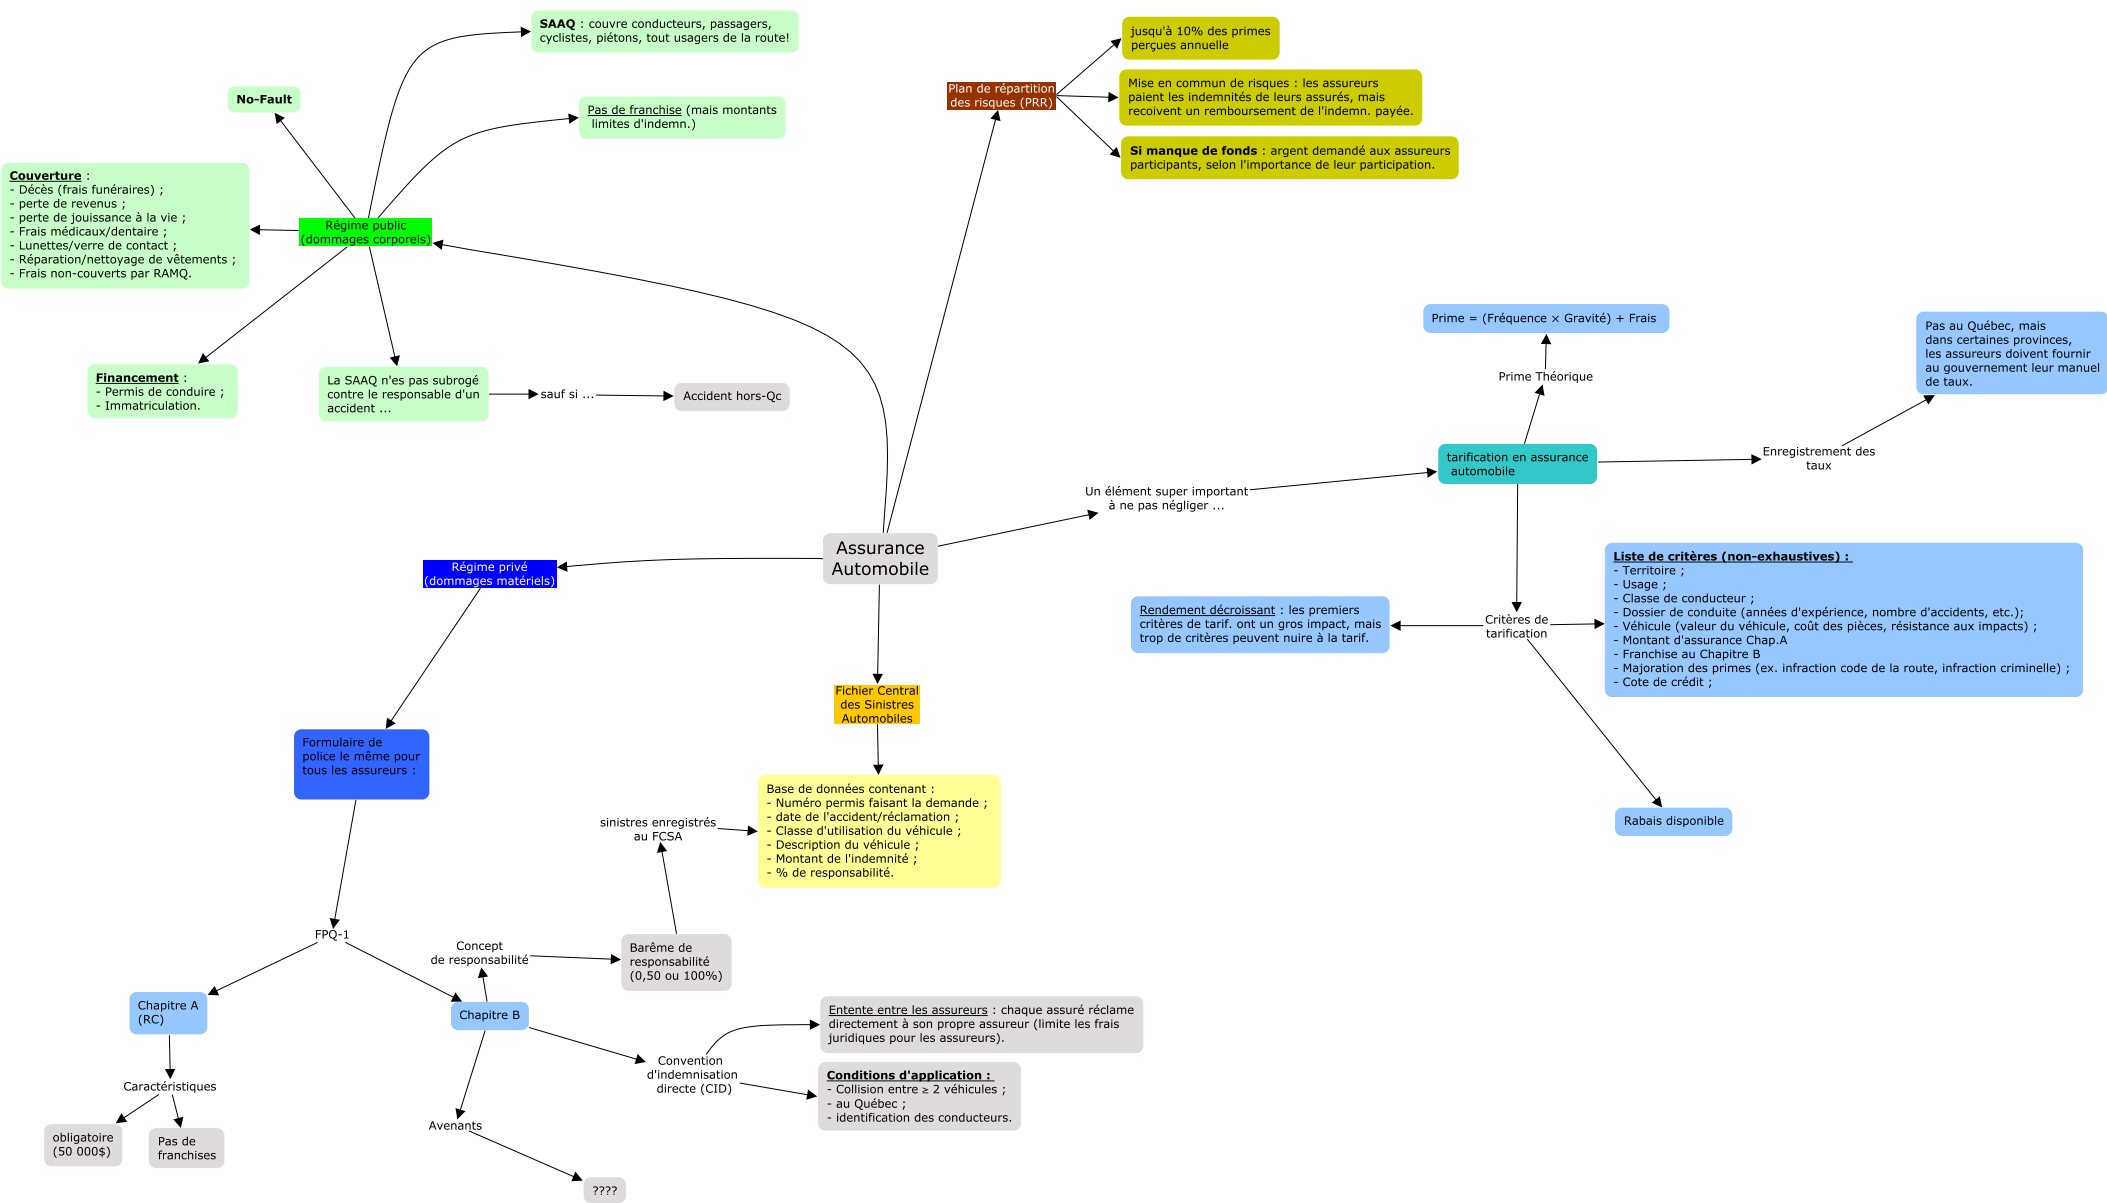 SAAQ : couvre conducteurs, passagers,
cyclistes, piétons, tout usagers de la route!
No-Fault
Pas de franchise (mais montants
limites d'indemn.)
Couverture :
- Décès (frais funéraires) ;
- perte de revenus ;
- perte de jouissance à la vie ;
- Frais médicaux/dentaire ;
- Lunettes/verre de contact ;
- Réparation/nettoyage de vêtements ;
- Frais non-couverts par RAMQ.
Régime public
(dommages corporels)
Financement :
- Permis de conduire ;
- Immatriculation.
La SAAQ n'es pas subrogé
contre le responsable d'un
accident ...
sauf si ...
Accident hors-Qc
Plan de répartition
des risques (PRR)
jusqu'à 10% des primes
perçues annuelle
Mise en commun de risques : les assureurs
paient les indemnités de leurs assurés, mais
recoivent un remboursement de l'indemn. payée.
Si manque de fonds : argent demandé aux assureurs
participants, selon l'importance de leur participation.
Prime = (Fréquence × Gravité) + Frais
Prime Théorique
Pas au Québec, mais
dans certaines provinces,
les assureurs doivent fournir
au gouvernement leur manuel
de taux.
tarification en assurance
automobile
Enregistrement des
taux
Un élément super important
à ne pas négliger ...
Assurance
Automobile
Régime privé
(dommages matériels)
Rendement décroissant : les premiers
critères de tarif. ont un gros impact, mais
trop de critères peuvent nuire à la tarif.
Critères de
tarification
Liste de critères (non-exhaustives) :
- Territoire ;
- Usage ;
- Classe de conducteur ;
- Dossier de conduite (années d'expérience, nombre d'accidents, etc.);
- Véhicule (valeur du véhicule, coût des pièces, résistance aux impacts) ;
- Montant d'assurance Chap.A
- Franchise au Chapitre B
- Majoration des primes (ex. infraction code de la route, infraction criminelle) ;
- Cote de crédit ;
Rabais disponible
Fichier Central
des Sinistres
Automobiles
Formulaire de
police le même pour
tous les assureurs :
Base de données contenant :
- Numéro permis faisant la demande ;
- date de l'accident/réclamation ;
- Classe d'utilisation du véhicule ;
- Description du véhicule ;
- Montant de l'indemnité ;
- % de responsabilité.
sinistres enregistrés
au FCSA
FPQ-1
Concept
de responsabilité
Barême de
responsabilité
(0,50 ou 100%)
Chapitre A
(RC)
Chapitre B
Entente entre les assureurs : chaque assuré réclame
directement à son propre assureur (limite les frais
juridiques pour les assureurs).
Convention
d'indemnisation
directe (CID)
Conditions d'application :
- Collision entre ≥ 2 véhicules ;
- au Québec ;
- identification des conducteurs.
Caractéristiques
obligatoire
(50 000$)
Pas de
franchises
Avenants
????